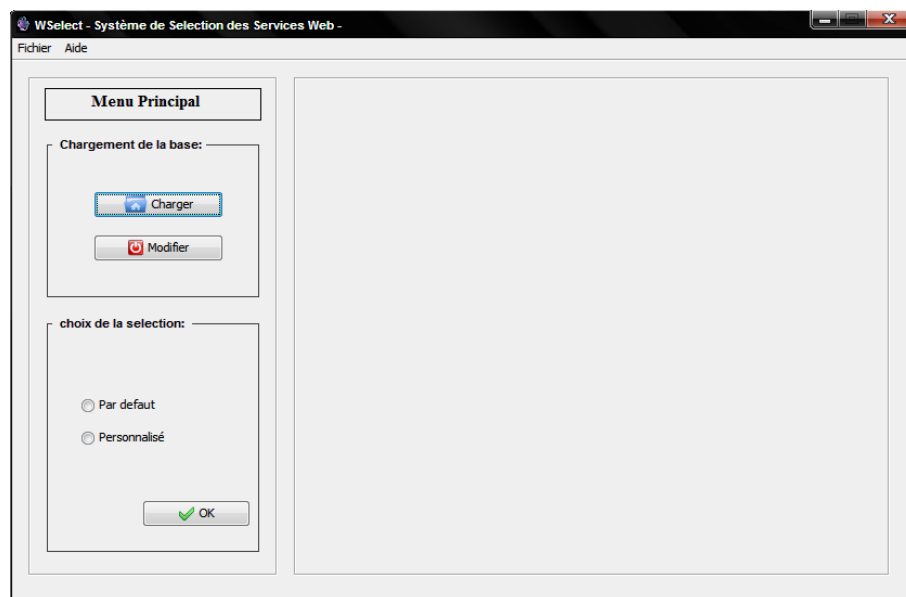 WSelect - Système de Selection des Services Web -
Fichier Aide
Menu Principal
Chargement de la base:
Charger
Modifier
choix de la selection:
Par defaut
Personnalisé
OK